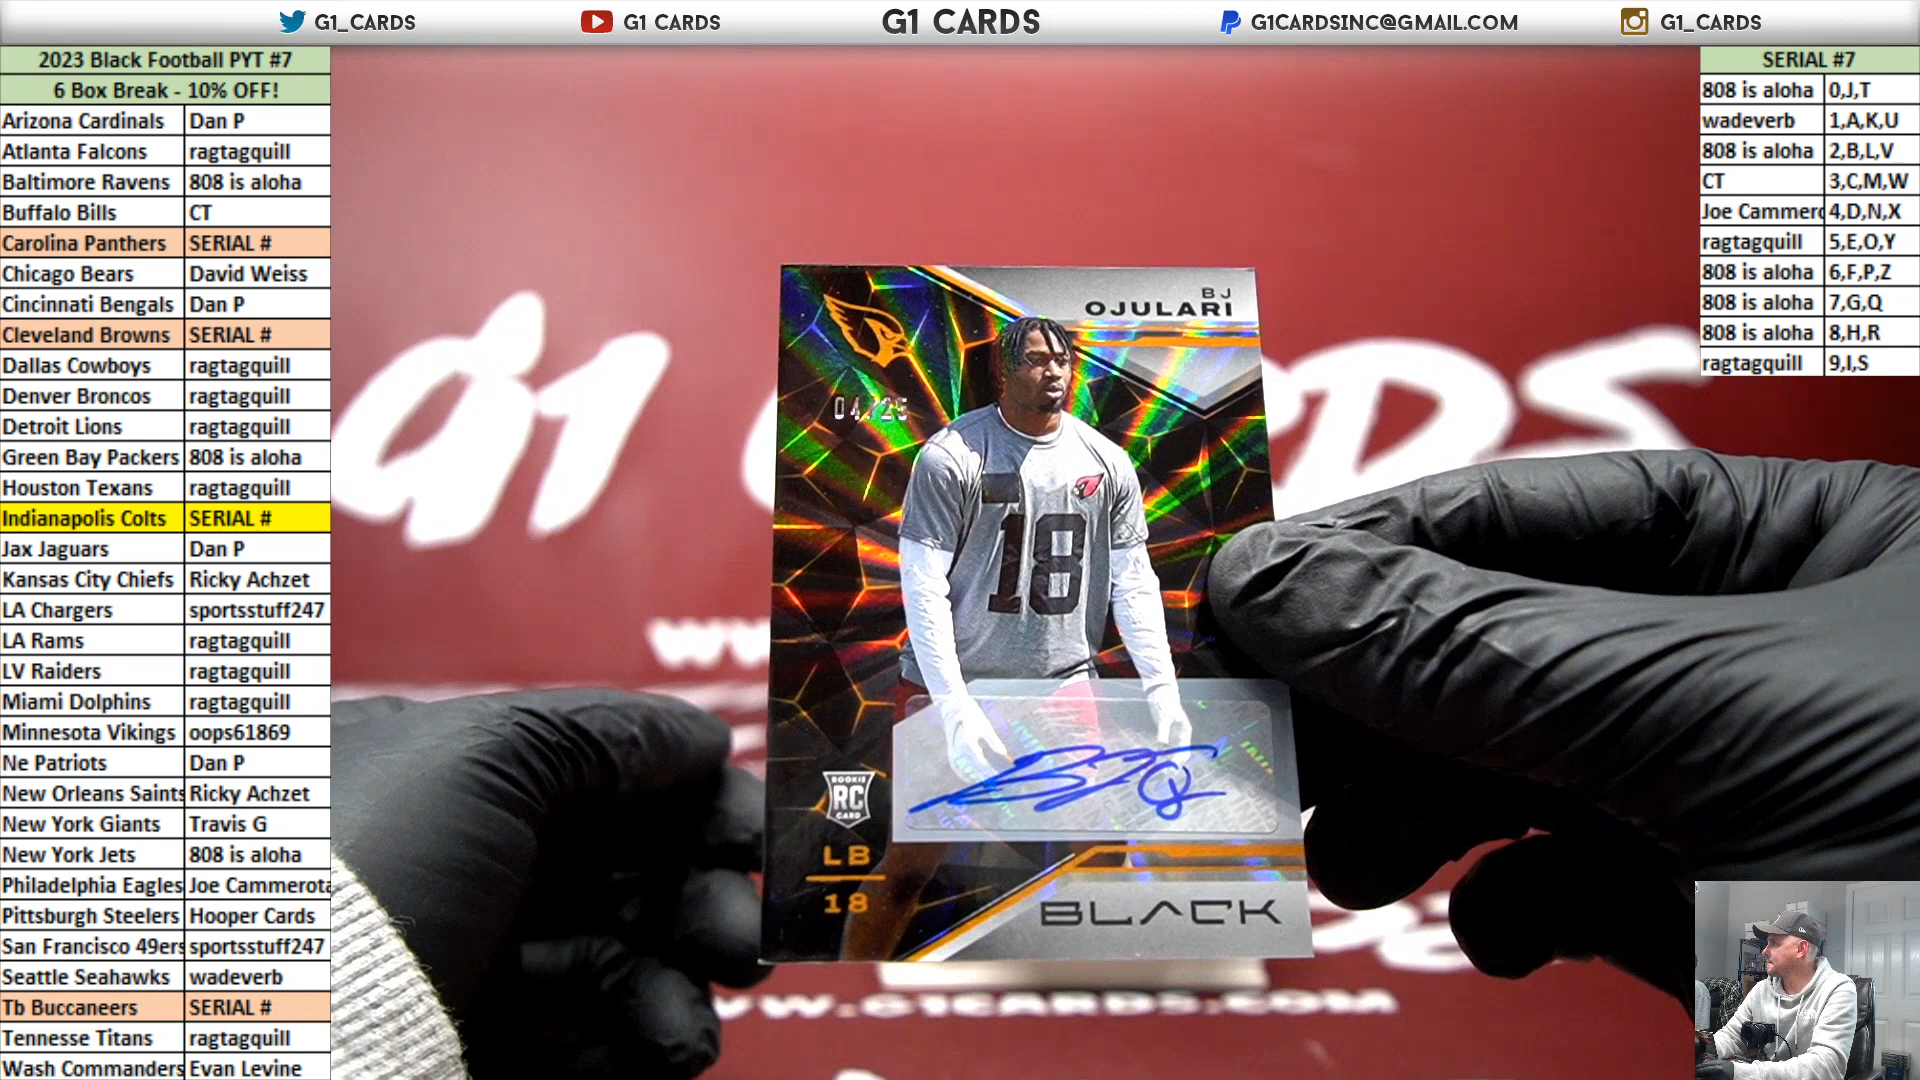 G1_CARDS G1 CARDS G1 CARDS G1CARDSINC@GMAIL.COM G1_CARDS
2023 Black Football PYT #7
6 Box Break - 10% OFF!
Arizona Cardinals Dan P
Atlanta Falcons ragtagquill
Baltimore Ravens 808 is aloha
Buffalo Bills CT
Carolina Panthers SERIAL #
Chicago Bears David Weiss
Cincinnati Bengals Dan P
Cleveland Browns SERIAL #
Dallas Cowboys ragtagquill
Denver Broncos ragtagquill
Detroit Lions ragtagquill
Green Bay Packers 808 is aloha
Houston Texans ragtagquill
Indianapolis Colts SERIAL #
Jax Jaguars Dan P
Kansas City Chiefs Ricky Achzet
LA Chargers sportsstuff247
LA Rams ragtagquill
LV Raiders ragtagquill
Miami Dolphins ragtagquill
Minnesota Vikings oops61869
Ne Patriots Dan P
New Orleans Saints Ricky Achzet
New York Giants Travis G
New York Jets 808 is aloha
Philadelphia Eagles Joe Cammerota
Pittsburgh Steelers Hooper Cards
San Francisco 49ers sportsstuff247
Seattle Seahawks wadeverb
Tb Buccaneers SERIAL #
Tennesse Titans ragtagquill
Wash Commanders Evan Levine
SERIAL #7
808 is aloha 0,J,T
wadeverb 1,A,K,U
808 is aloha 2,B,L,V
CT 3,C,M,W
Joe Cammero 4,D,N,X
ragtagquill 5,E,O,Y
808 is aloha 6,F,P,Z
808 is aloha 7,G,Q
808 is aloha 8,H,R
ragtagquill 9,I,S
BJ
OJULARI
04/25
18
ROOKIE
RC
CARD
LB
18
BLACK
G1
WWW.G1CARDS.COM